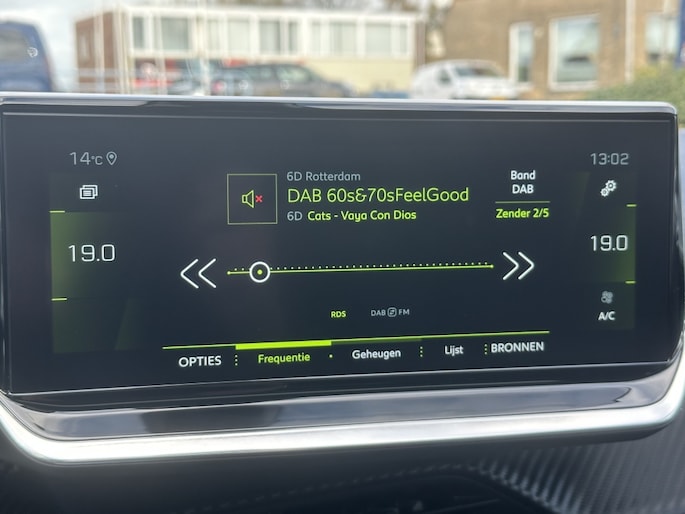 14°C
13:02
6D Rotterdam
DAB 60s&70sFeelGood
6D Cats - Vaya Con Dios
Band
DAB
Zender 2/5
19.0
19.0
RDS
DAB FM
A/C
OPTIES
Frequentie
Geheugen
Lijst
BRONNEN